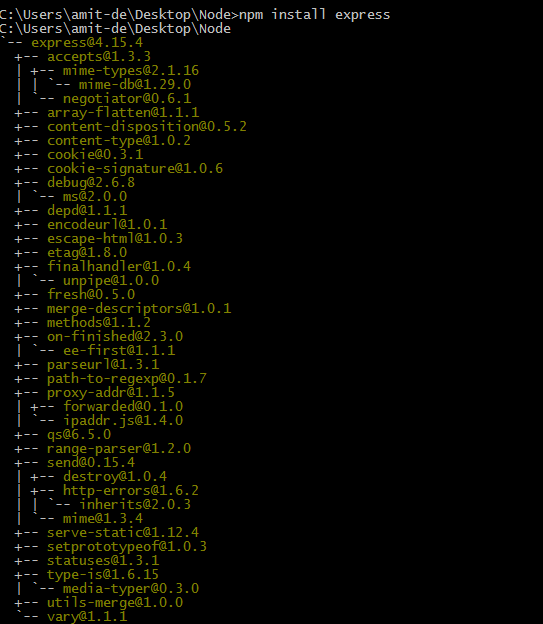 C:\Users\amit-de\Desktop\Node>npm install express
C:\Users\amit-de\Desktop\Node
`-- express@4.15.4
  +-- accepts@1.3.3
  | +-- mime-types@2.1.16
  | | `-- mime-db@1.29.0
  | `-- negotiator@0.6.1
  +-- array-flatten@1.1.1
  +-- content-disposition@0.5.2
  +-- content-type@1.0.2
  +-- cookie@0.3.1
  +-- cookie-signature@1.0.6
  +-- debug@2.6.8
  | `-- ms@2.0.0
  +-- depd@1.1.1
  +-- encodeurl@1.0.1
  +-- escape-html@1.0.3
  +-- etag@1.8.0
  +-- finalhandler@1.0.4
  | `-- unpipe@1.0.0
  +-- fresh@0.5.0
  +-- merge-descriptors@1.0.1
  +-- methods@1.1.2
  +-- on-finished@2.3.0
  | `-- ee-first@1.1.1
  +-- parseurl@1.3.1
  +-- path-to-regexp@0.1.7
  +-- proxy-addr@1.1.5
  | +-- forwarded@0.1.0
  | `-- ipaddr.js@1.4.0
  +-- qs@6.5.0
  +-- range-parser@1.2.0
  +-- send@0.15.4
  | +-- destroy@1.0.4
  | +-- http-errors@1.6.2
  | | `-- inherits@2.0.3
  | `-- mime@1.3.4
  +-- serve-static@1.12.4
  +-- setprototypeof@1.0.3
  +-- statuses@1.3.1
  +-- type-is@1.6.15
  | `-- media-typer@0.3.0
  +-- utils-merge@1.0.0
  `-- vary@1.1.1